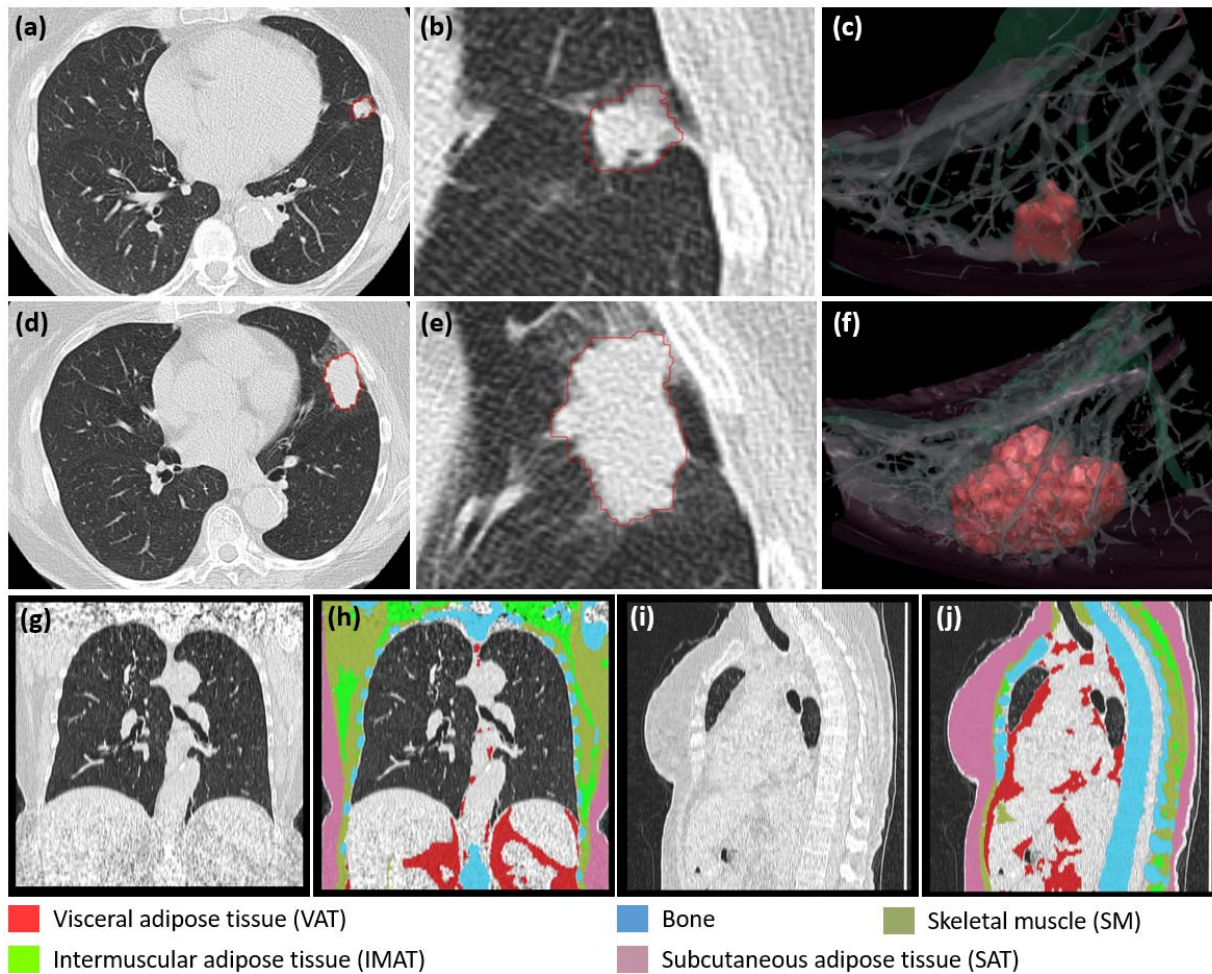 (a)
(b)
(c)
(d)
(e)
(f)
(g)
(h)
(i)
(j)
Visceral adipose tissue (VAT)
Bone
Skeletal muscle (SM)
Intermuscular adipose tissue (IMAT)
Subcutaneous adipose tissue (SAT)